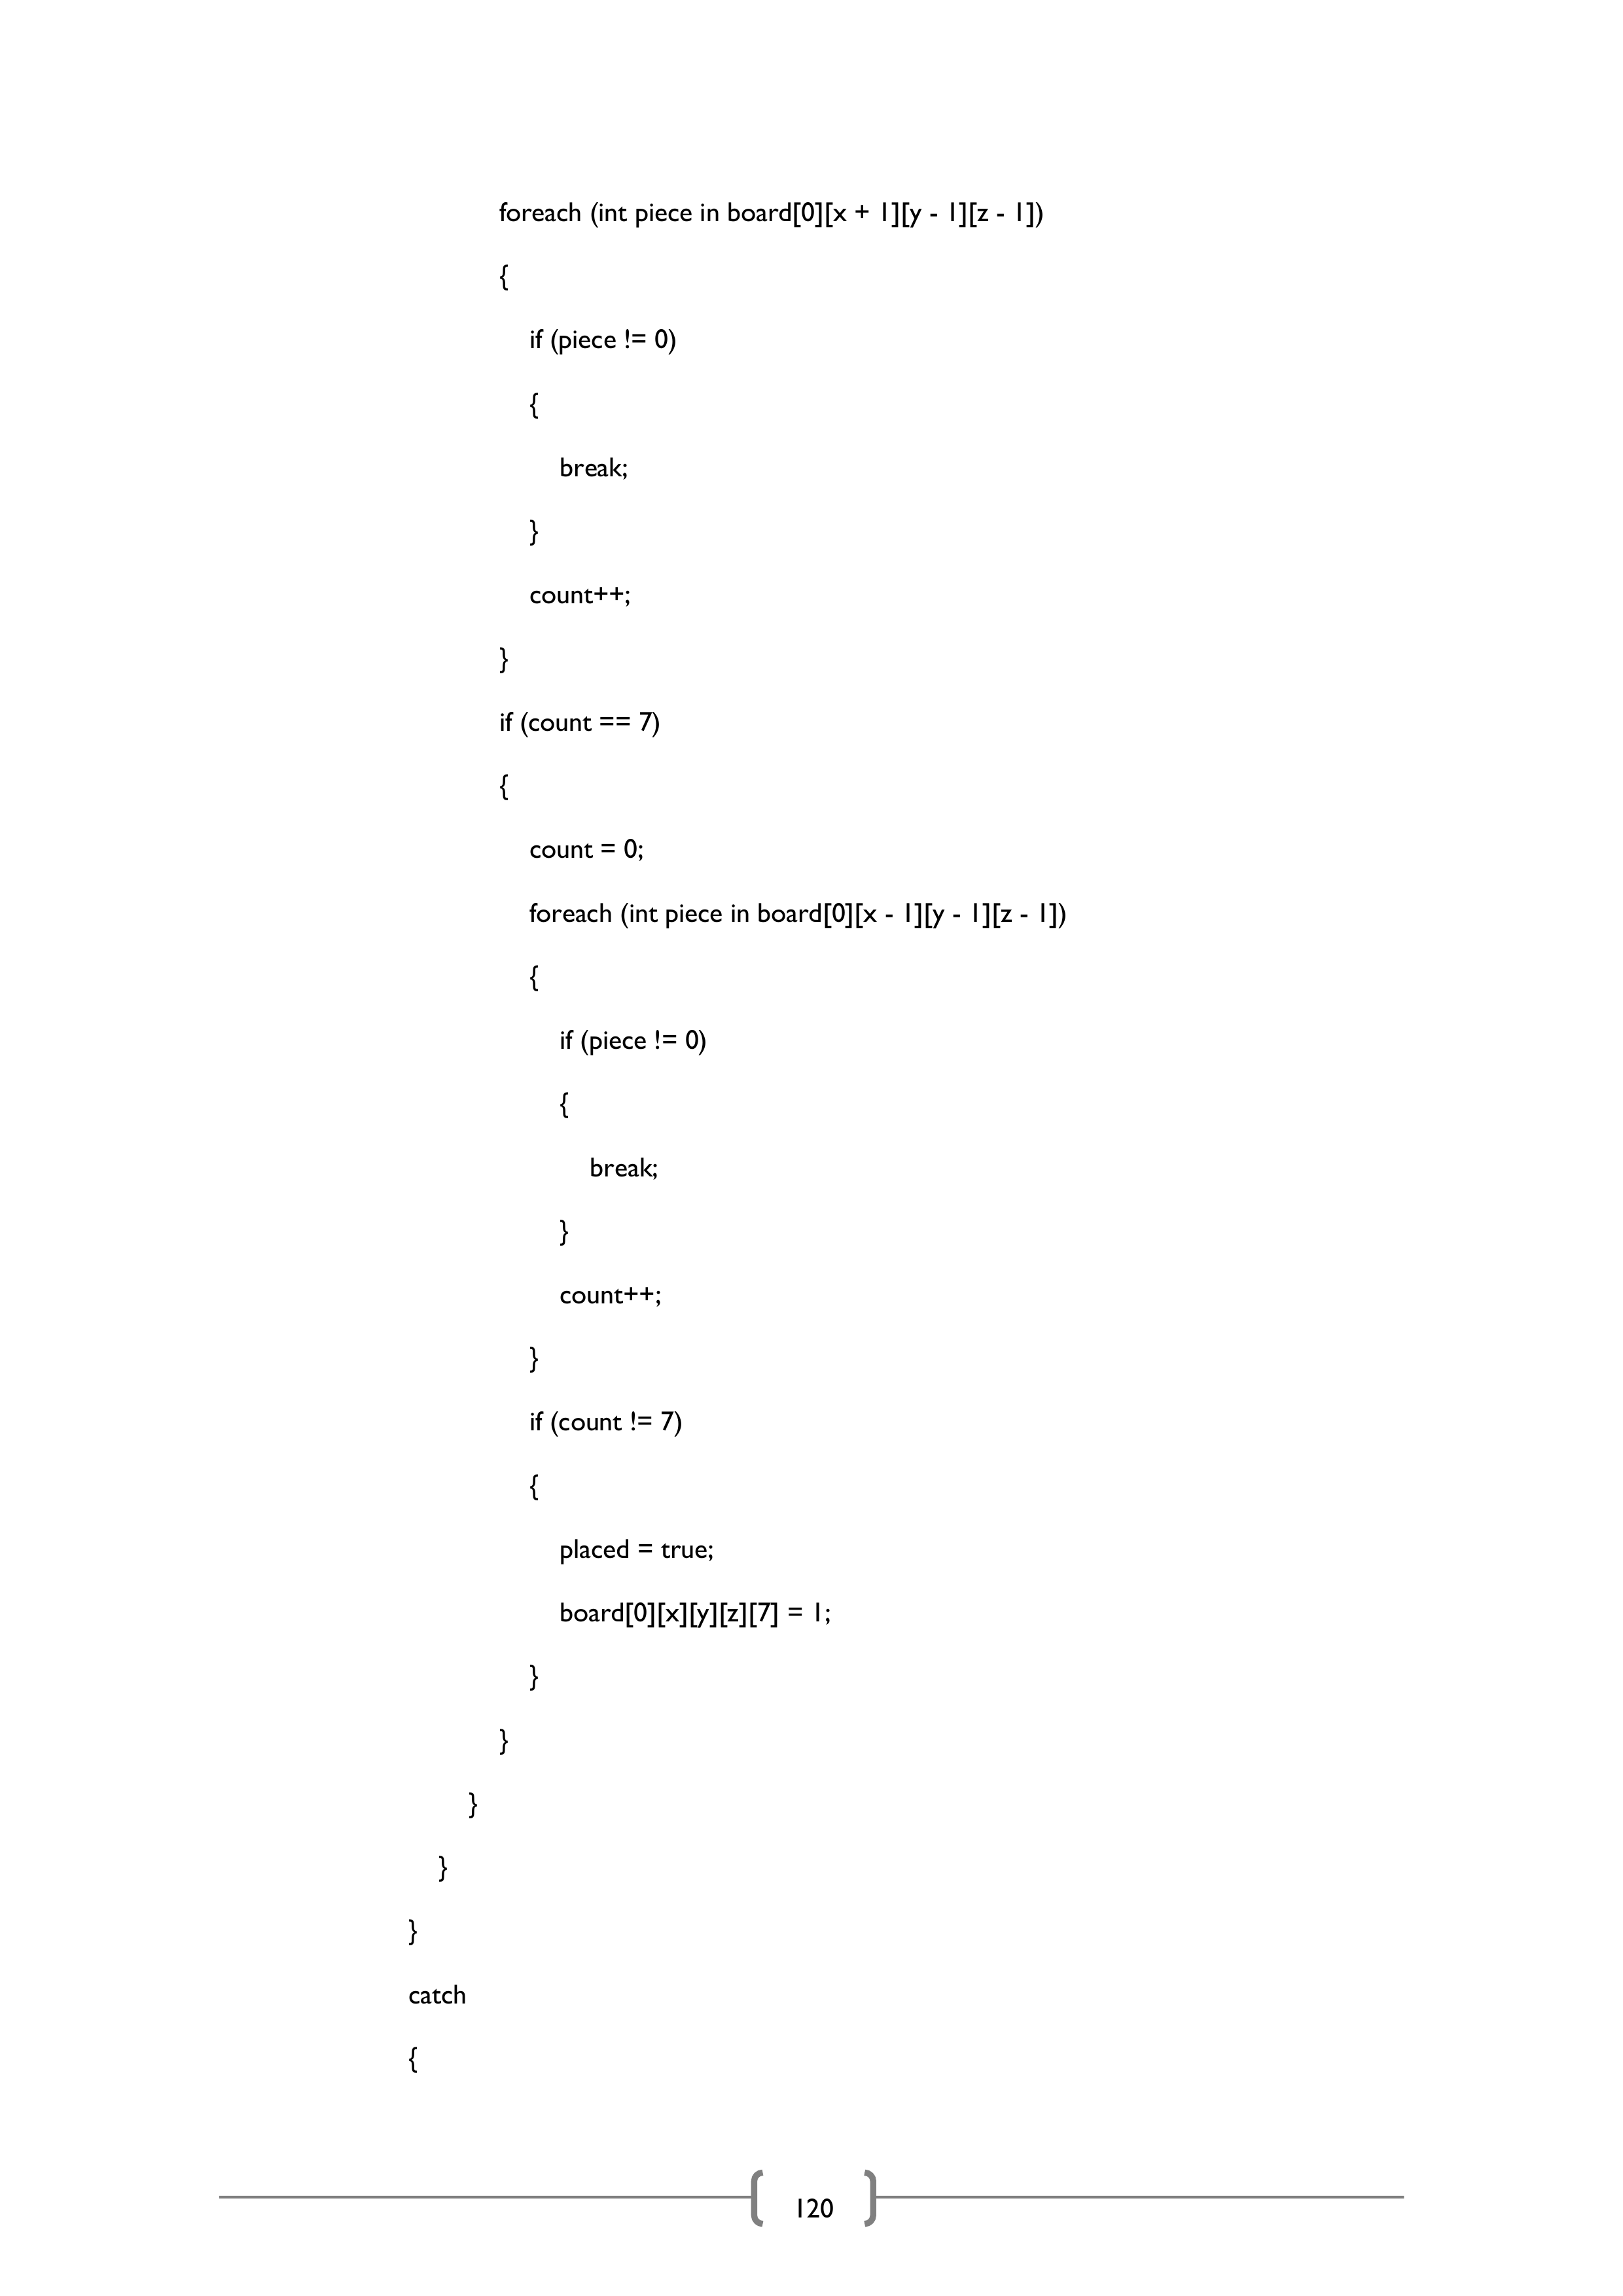 foreach (int piece in board[0][x + 1][y - 1][z - 1])
{
if (piece != 0)
{
break;
}
count++;
}
if (count == 7)
{
count = 0;
foreach (int piece in board[0][x - 1][y - 1][z - 1])
{
if (piece != 0)
{
break;
}
count++;
}
if (count != 7)
{
placed = true;
board[0][x][y][z][7] = 1;
}
}
}
}
}
catch
{
120